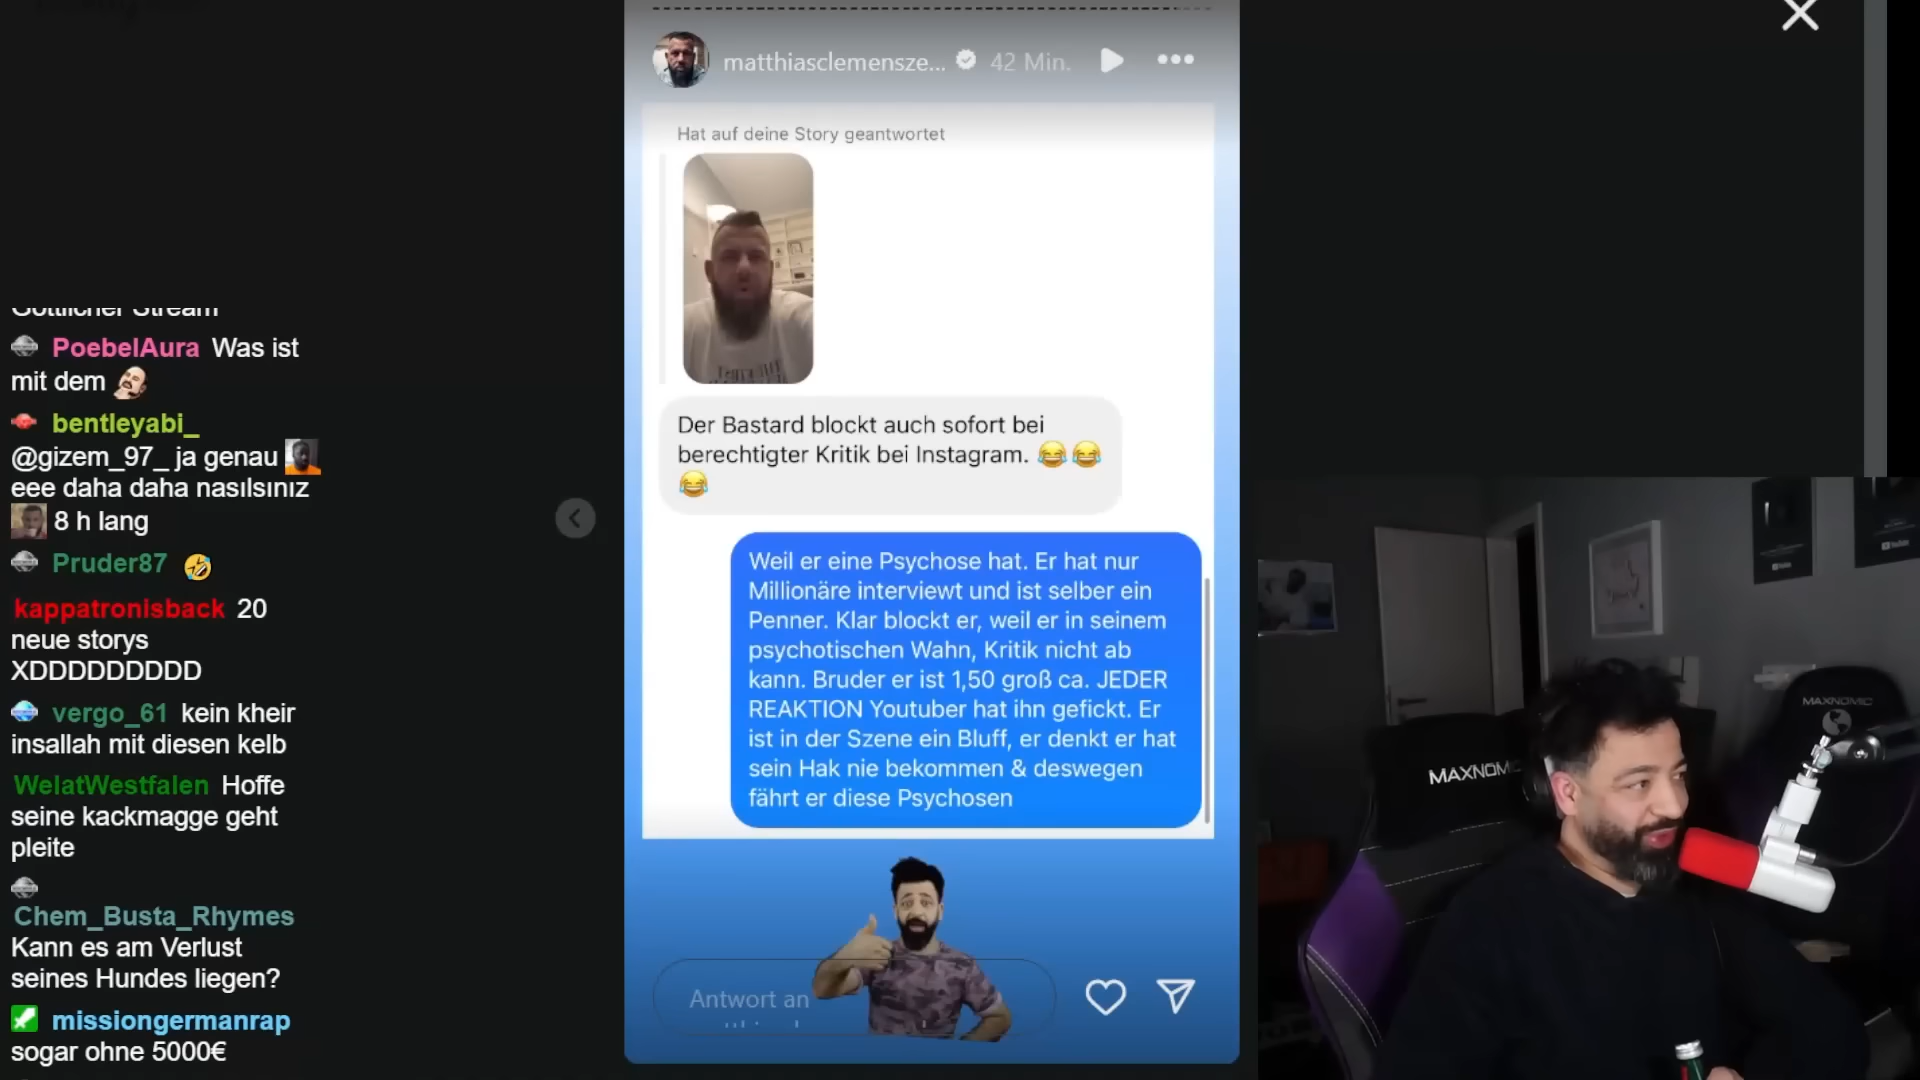 Göttlicher Stream
PoebelAura Was ist
mit dem
bentleyabi_
@gizem_97_ ja genau
eee daha daha nasılsınız
8 h lang
Pruder87
kappatronisback 20
neue storys
XDDDDDDDDD
vergo_61 kein kheir
insallah mit diesen kelb
WelatWestfalen Hoffe
seine kackmagge geht
pleite
Chem_Busta_Rhymes
Kann es am Verlust
seines Hundes liegen?
missiongermanrap
sogar ohne 5000€
matthiasclemensze... 42 Min.
Hat auf deine Story geantwortet
Der Bastard blockt auch sofort bei
berechtigter Kritik bei Instagram. 😂😂
😂
Weil er eine Psychose hat. Er hat nur
Millionäre interviewt und ist selber ein
Penner. Klar blockt er, weil er in seinem
psychotischen Wahn, Kritik nicht ab
kann. Bruder er ist 1,50 groß ca. JEDER
REAKTION Youtuber hat ihn gefickt. Er
ist in der Szene ein Bluff, er denkt er hat
sein Hak nie bekommen & deswegen
fährt er diese Psychosen
Antwort an
MAXNOMIC